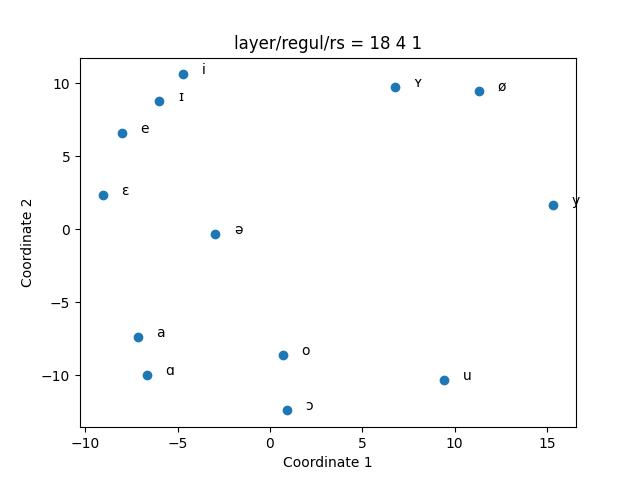 layer/regul/rs = 18 4 1
i
ɪ
e
ɛ
ə
a
ɑ
o
ɔ
u
ʏ
ø
y
10
5
0
−5
−10
Coordinate 2
−10
−5
0
5
10
15
Coordinate 1